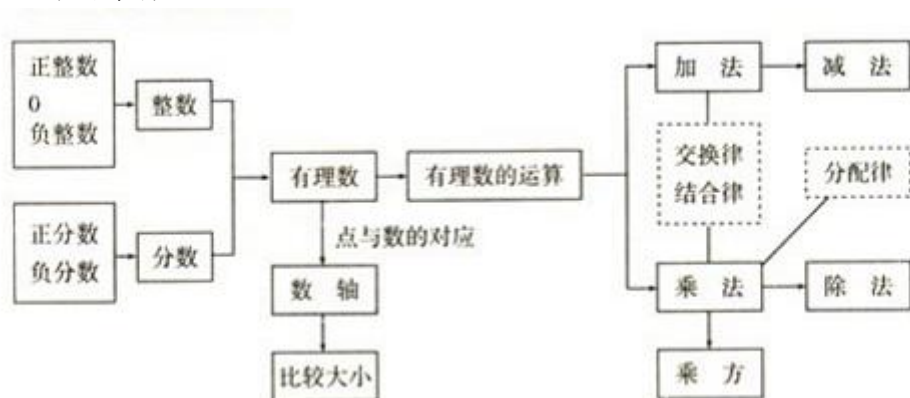 正整数
0
负整数
整数
正分数
负分数
分数
有理数
点与数的对应
数 轴
比较大小
有理数的运算
加 法
减 法
交换律
结合律
分配律
乘 法
除 法
乘 方